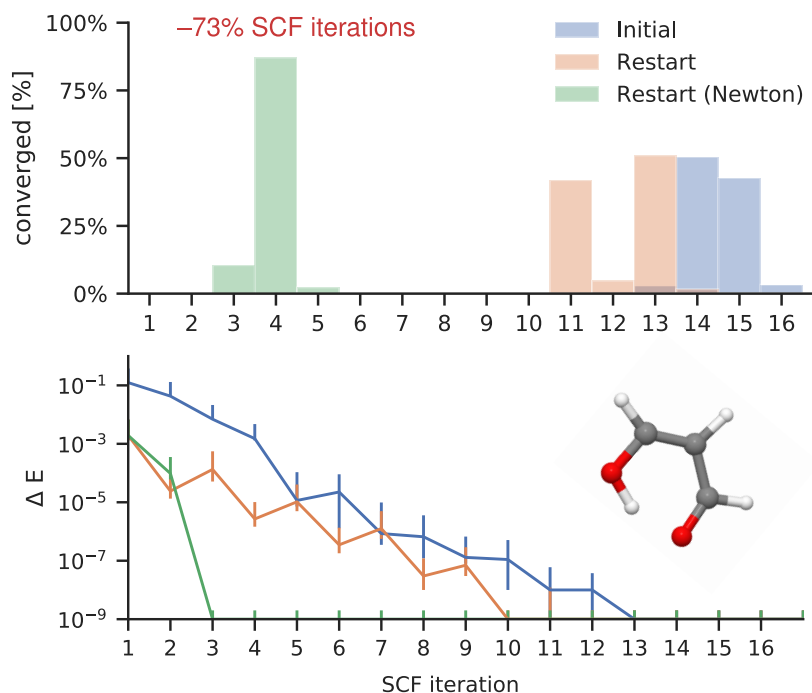 –73% SCF iterations
Initial
Restart
Restart (Newton)
converged [%]
100%
75%
50%
25%
0%
1 2 3 4 5 6 7 8 9 10 11 12 13 14 15 16
Δ E
10⁻¹
10⁻³
10⁻⁵
10⁻⁷
10⁻⁹
1 2 3 4 5 6 7 8 9 10 11 12 13 14 15 16
SCF iteration